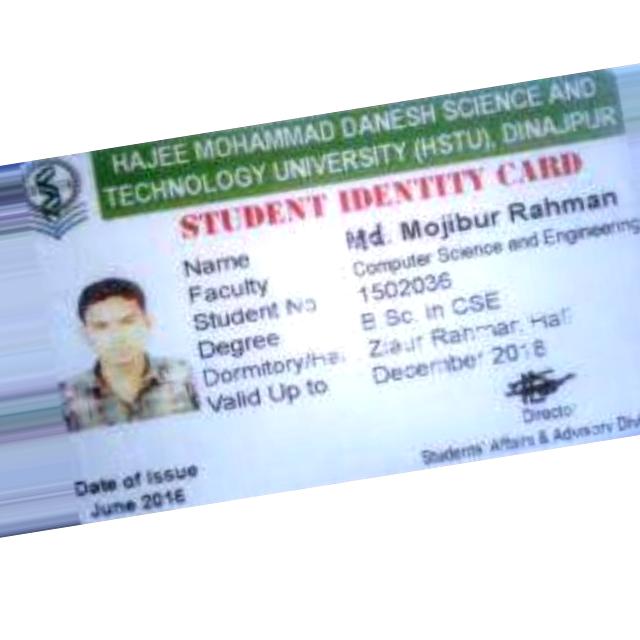 HAJEE MOHAMMAD DANESH SCIENCE AND
TECHNOLOGY UNIVERSITY (HSTU), DINAJPUR
STUDENT IDENTITY CARD
Name Md. Mojibur Rahman
Faculty : Computer Science and Engineering
Student No 1502036
Degree B Sc. in CSE
Dormitory/Hall Ziaur Rahman Hall
Valid Up to December 2018
Director
Students' Affairs & Advisory
Date of Issue
June 2016